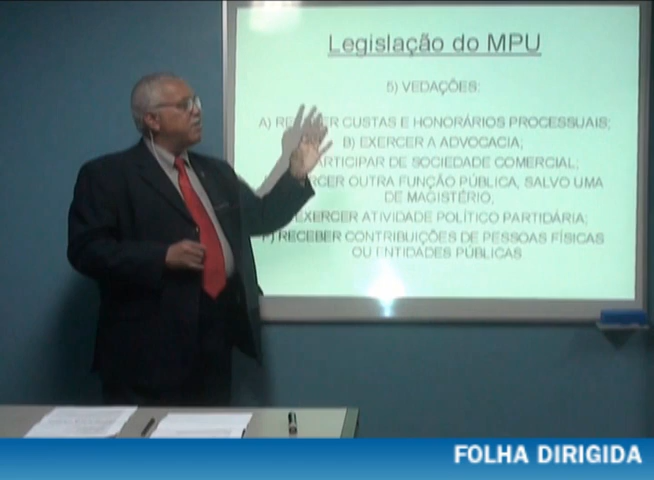 Legislação do MPU
5) VEDAÇÕES:
A) CUSTAS E HONORÁRIOS PROCESSUAIS;
B) EXERCER A ADVOCACIA;
PARTICIPAR DE SOCIEDADE COMERCIAL;
OUTRA FUNÇÃO PÚBLICA, SALVO UMA
DE MAGISTÉRIO;
EXERCER ATIVIDADE POLÍTICO PARTIDÁRIA;
F) RECEBER CONTRIBUIÇÕES DE PESSOAS FÍSICAS
OU ENTIDADES PÚBLICAS
FOLHA DIRIGIDA